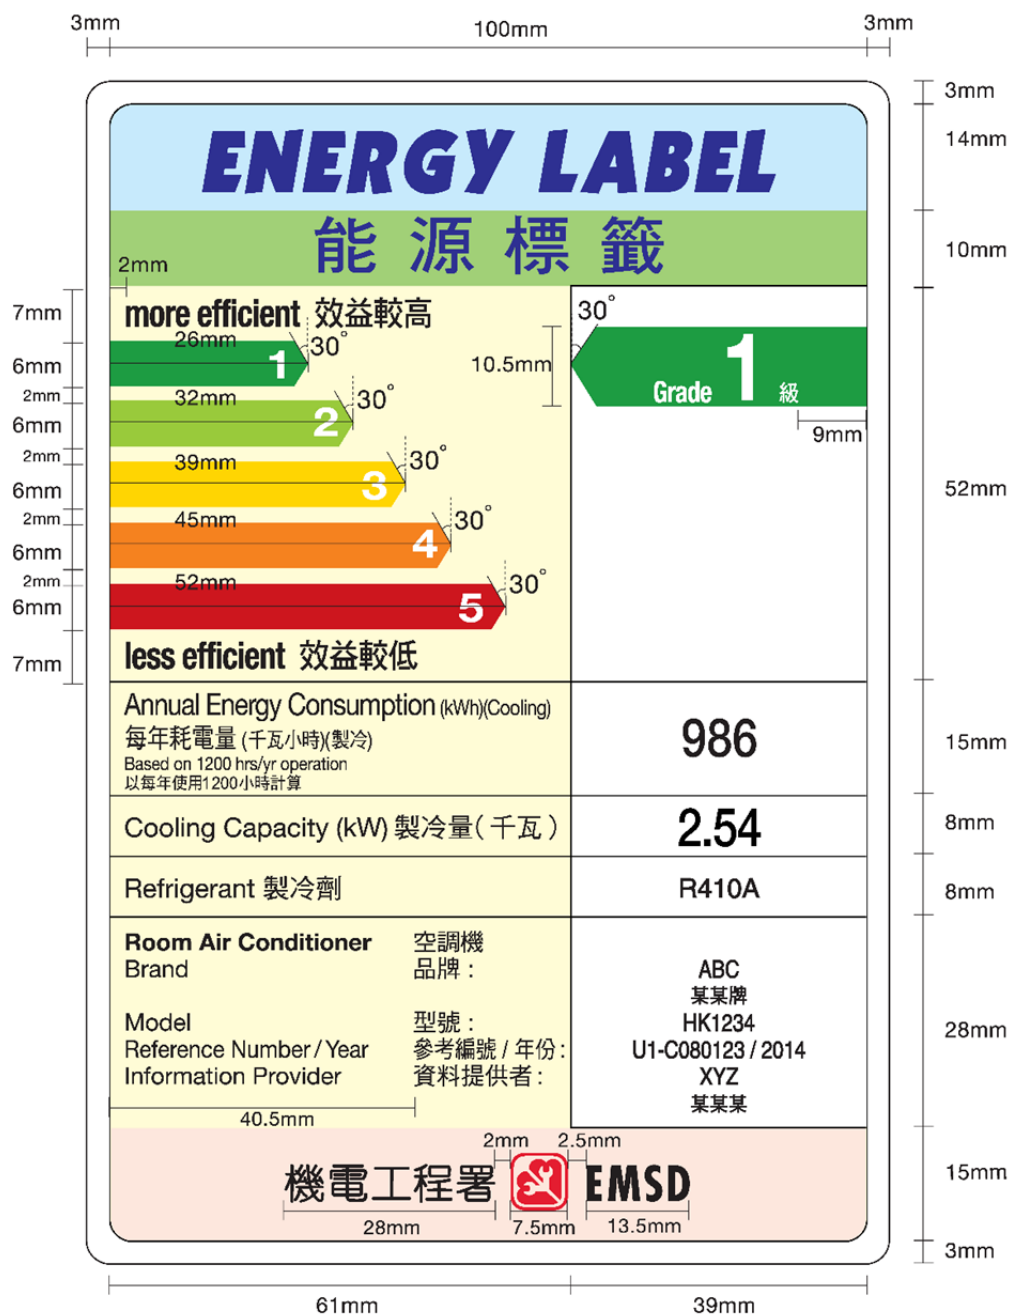 3mm 100mm 3mm
3mm
ENERGY LABEL
14mm
能源標籤
10mm
2mm
7mm
more efficient 效益較高
30°
26mm
1
30°
6mm
10.5mm
Grade 1 級
2mm
32mm
2
30°
6mm
9mm
2mm
39mm
3
30°
6mm
52mm
2mm
45mm
4
30°
6mm
2mm
52mm
5
30°
6mm
less efficient 效益較低
7mm
Annual Energy Consumption (kWh)(Cooling)
每年耗電量 (千瓦小時)(製冷)
Based on 1200 hrs/yr operation
以每年使用1200小時計算
986
15mm
Cooling Capacity (kW) 製冷量(千瓦) 2.54
8mm
Refrigerant 製冷劑 R410A
8mm
Room Air Conditioner 空調機
Brand 品牌 : ABC
某某牌
Model 型號 : HK1234
Reference Number / Year 參考編號 / 年份 : U1-C080123 / 2014
Information Provider 資料提供者 : XYZ
某某某
28mm
40.5mm
2mm 2.5mm
機電工程署 EMSD
15mm
28mm 7.5mm 13.5mm
3mm
61mm 39mm